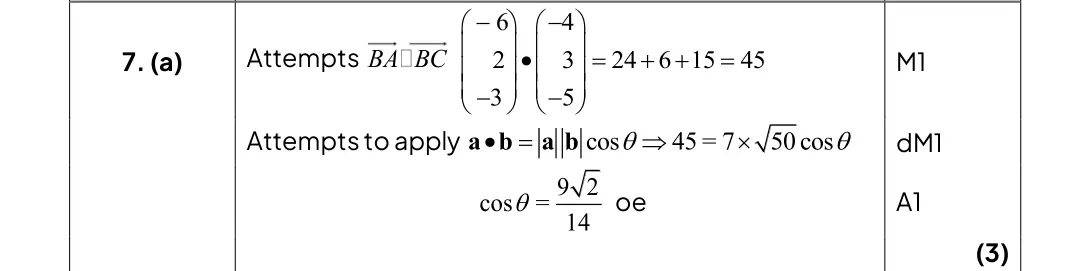 7. (a) Attempts $\overrightarrow{BA}□\overrightarrow{BC}$ $\begin{pmatrix} -6 \\ 2 \\ -3 \end{pmatrix} \bullet \begin{pmatrix} -4 \\ 3 \\ -5 \end{pmatrix} = 24+6+15=45$ M1
Attempts to apply $\mathbf{a} \bullet \mathbf{b} = |\mathbf{a}||\mathbf{b}|\cos\theta \Rightarrow 45 = 7 \times \sqrt{50} \cos\theta$ dM1
$\cos\theta = \frac{9\sqrt{2}}{14}$ oe A1
(3)